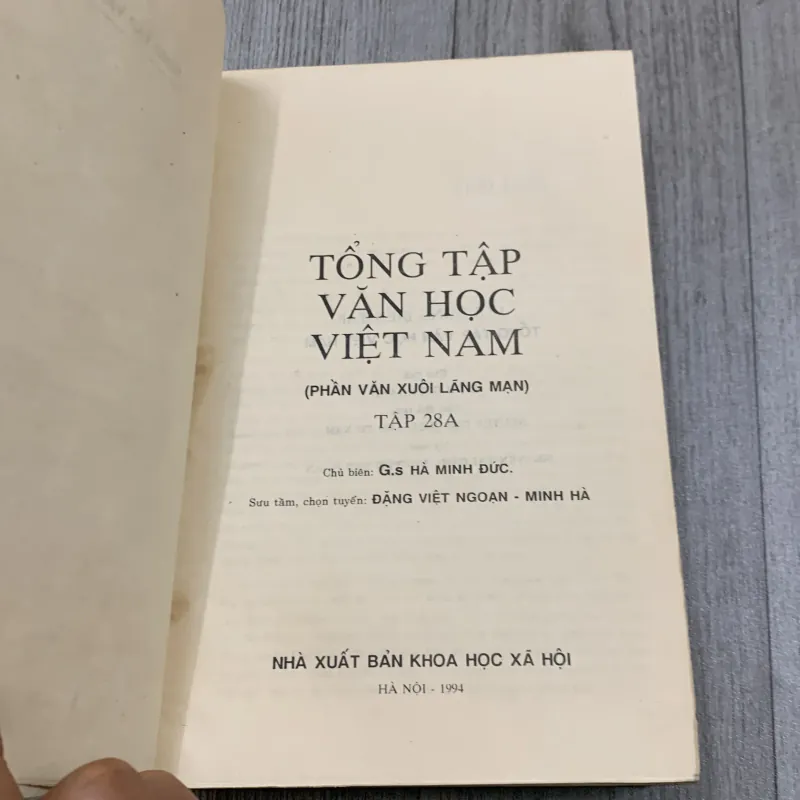 TỔNG TẬP
VĂN HỌC
VIỆT NAM
(PHẦN VĂN XUÔI LÃNG MẠN)
TẬP 28A
Chủ biên: G.s HÀ MINH ĐỨC.
Sưu tầm, chọn tuyển: ĐẶNG VIỆT NGOẠN - MINH HÀ
NHÀ XUẤT BẢN KHOA HỌC XÃ HỘI
HÀ NỘI - 1994